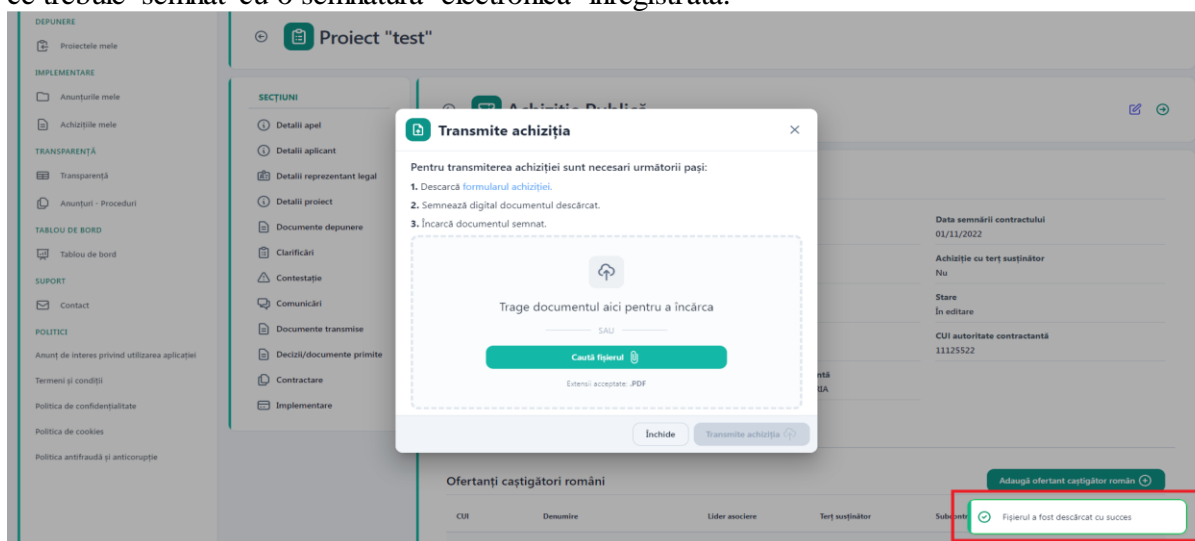 ce trebuie semnat cu o semnătură electronică înregistrată.
DEPUNERE
Proiectele mele
IMPLEMENTARE
Anunțurile mele
Achizițiile mele
TRANSPARENȚĂ
Transparență
Anunțuri - Proceduri
TABLOU DE BORD
Tablou de bord
SUPORT
Contact
POLITICI
Anunț de interes privind utilizarea aplicației
Termeni și condiții
Politica de confidențialitate
Politica de cookies
Politica antifraudă și anticorupție
Proiect "test"
SECȚIUNI
Detalii apel
Detalii aplicant
Detalii reprezentant legal
Detalii proiect
Documente depunere
Clarificări
Contestație
Comunicări
Documente transmise
Decizii/documente primite
Contractare
Implementare
Achiziție Publică
Transmite achiziția
Pentru transmiterea achiziției sunt necesari următorii pași:
1. Descarcă formularul achiziției.
2. Semnează digital documentul descărcat.
3. Încarcă documentul semnat.
Trage documentul aici pentru a încărca
SAU
Caută fișierul
Extensii acceptate: .PDF
Închide
Transmite achiziția
Data semnării contractului
01/11/2022
Achiziție cu terț susținător
Nu
Stare
În editare
CUI autoritate contractantă
11125522
Ofertanți caștigători români
Adaugă ofertant caștigător român
CUI Denumire Lider asociere Terț susținător
Fișierul a fost descărcat cu succes